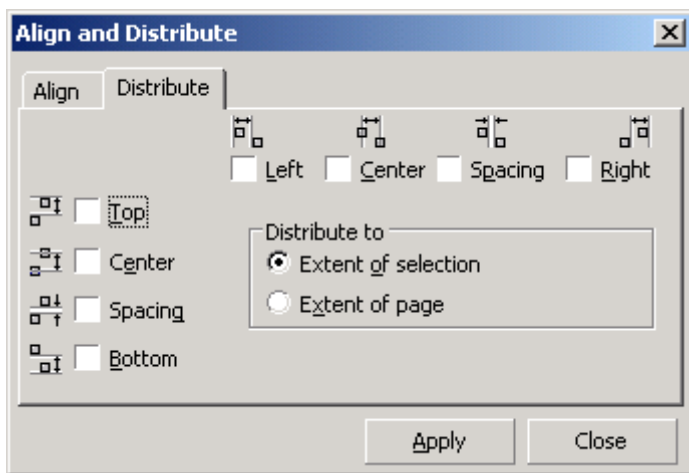 Align and Distribute
Align Distribute
Left Center Spacing Right
Top
Distribute to
Center
Extent of selection
Spacing
Extent of page
Bottom
Apply Close